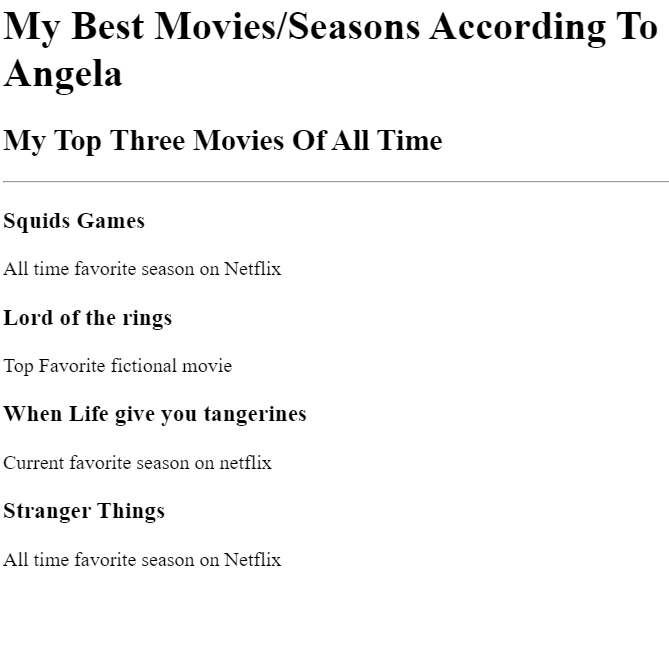 My Best Movies/Seasons According To
Angela
My Top Three Movies Of All Time
Squids Games
All time favorite season on Netflix
Lord of the rings
Top Favorite fictional movie
When Life give you tangerines
Current favorite season on netflix
Stranger Things
All time favorite season on Netflix